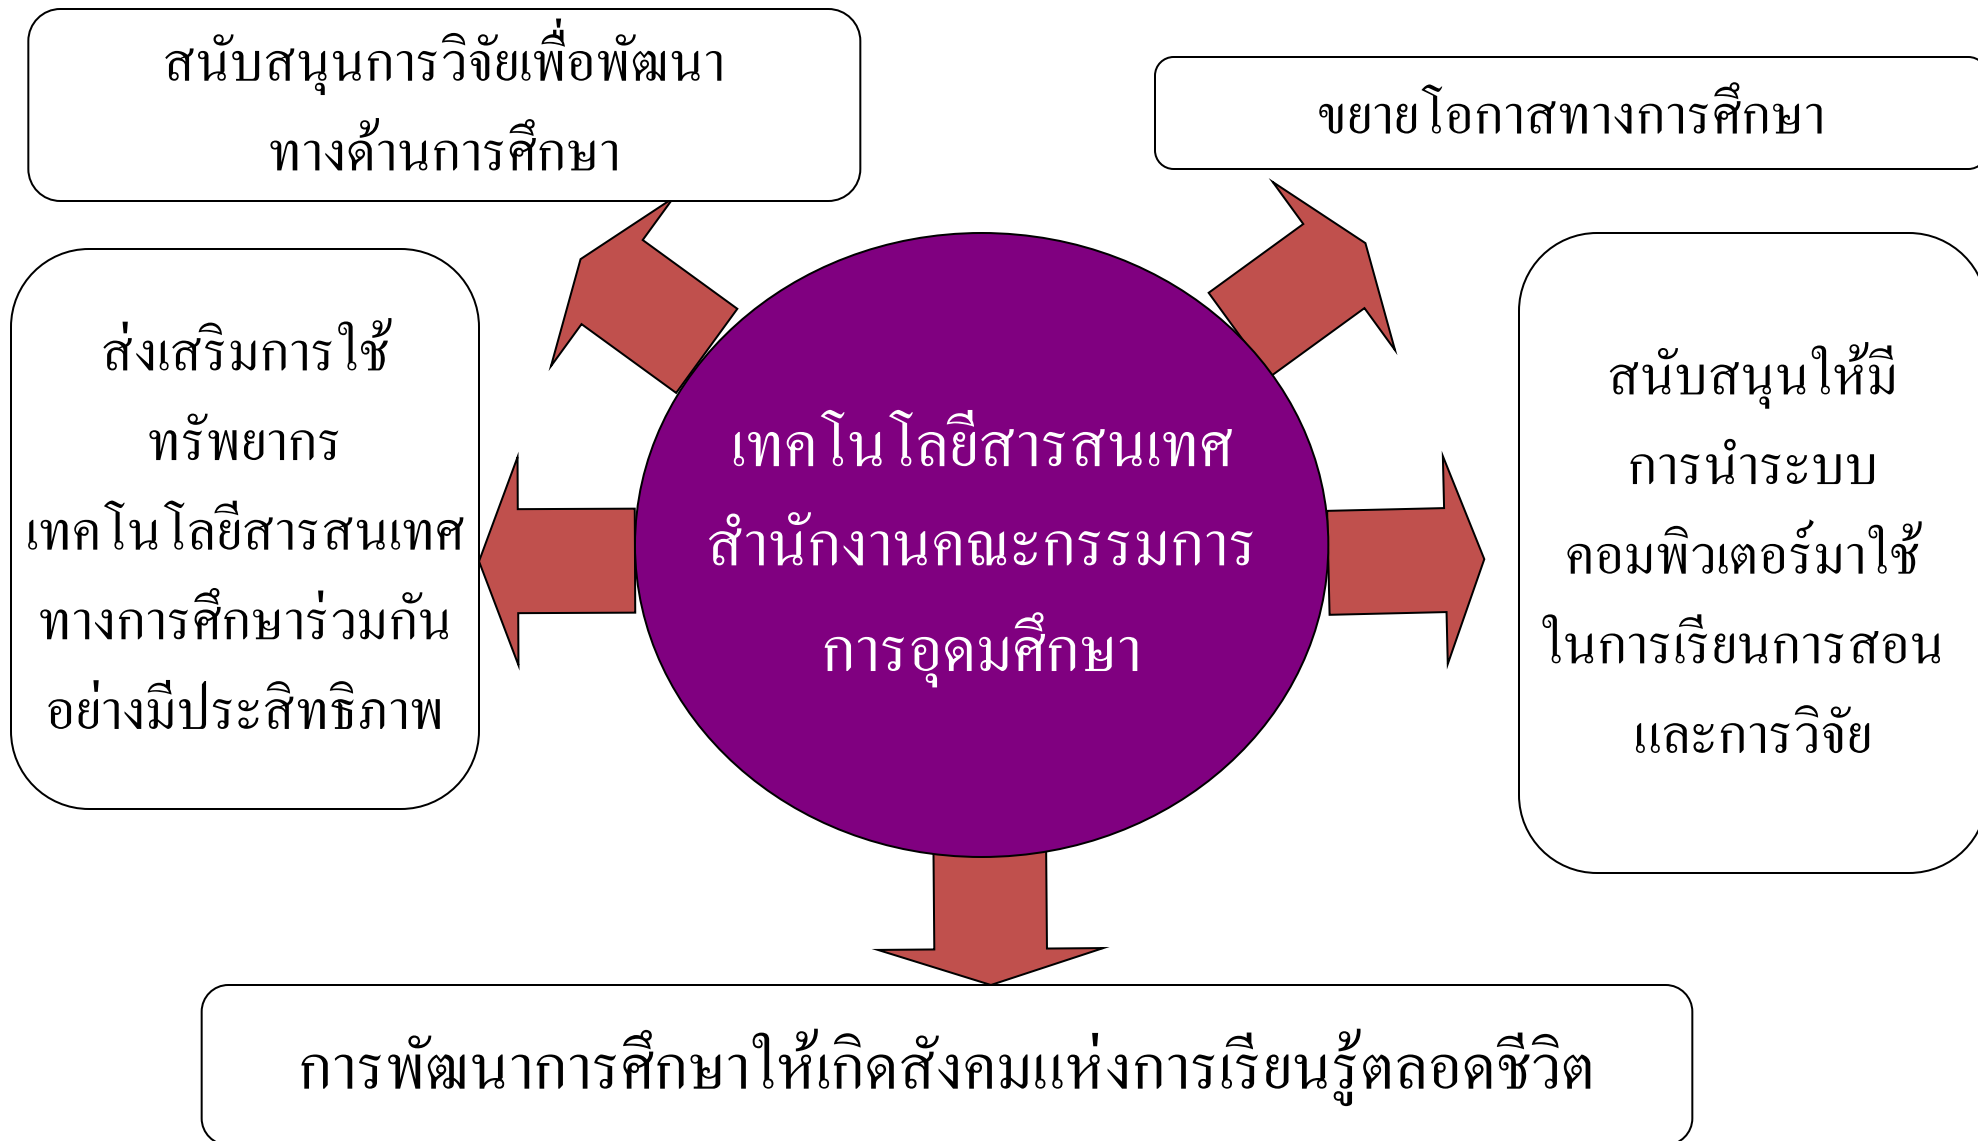 สนับสนุนการวิจัยเพื่อพัฒนา
ทางด้านการศึกษา
ขยายโอกาสทางการศึกษา
ส่งเสริมการใช้
ทรัพยากร
เทคโนโลยีสารสนเทศ
ทางการศึกษาร่วมกัน
อย่างมีประสิทธิภาพ
เทคโนโลยีสารสนเทศ
สำนักงานคณะกรรมการ
การอุดมศึกษา
สนับสนุนให้มี
การนำระบบ
คอมพิวเตอร์มาใช้
ในการเรียนการสอน
และการวิจัย
การพัฒนาการศึกษาให้เกิดสังคมแห่งการเรียนรู้ตลอดชีวิต